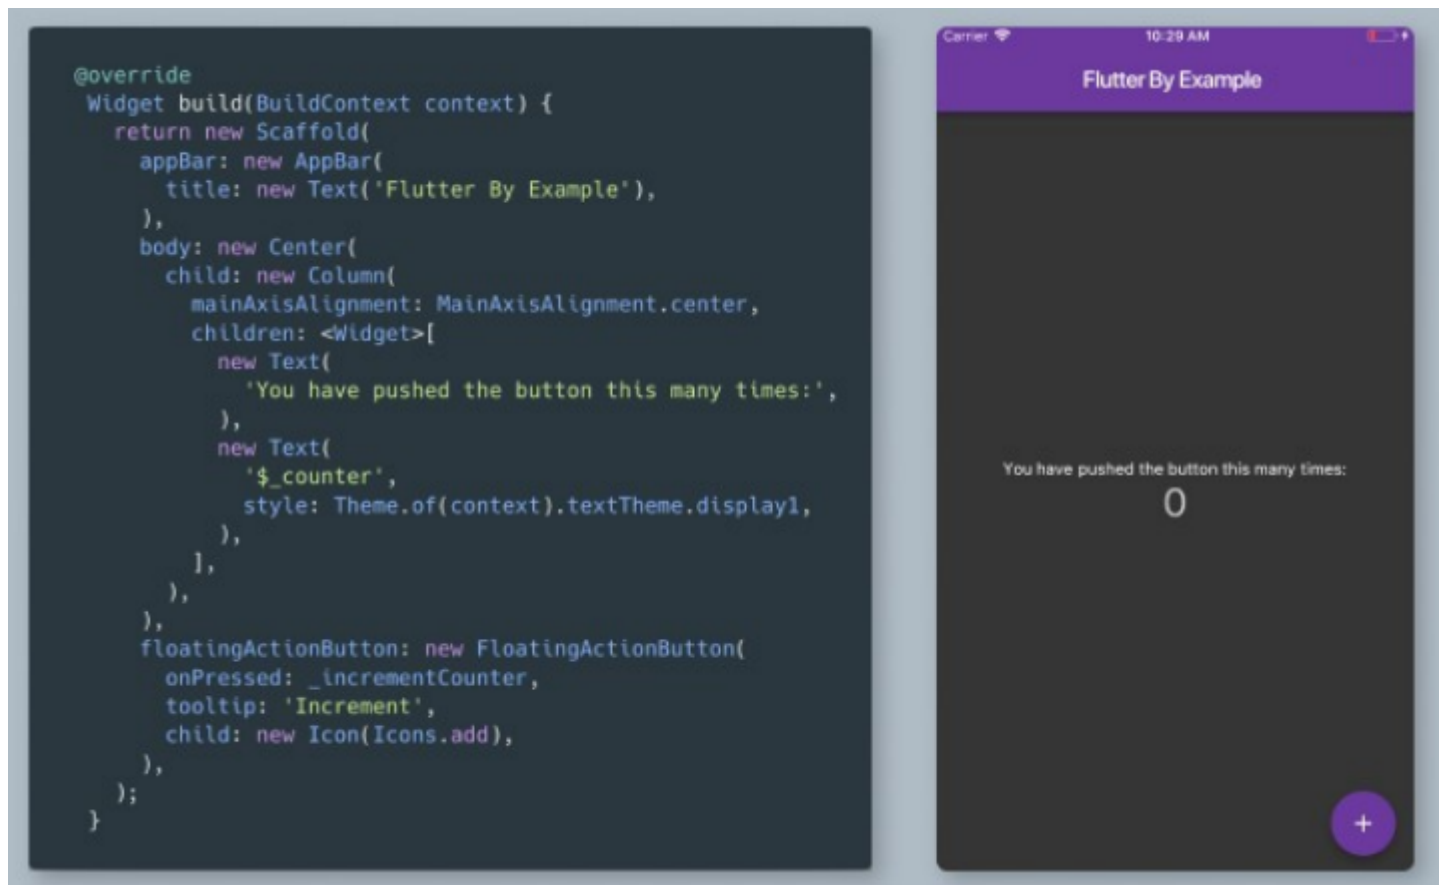 @override
Widget build(BuildContext context) {
return new Scaffold(
appBar: new AppBar(
title: new Text('Flutter By Example'),
),
body: new Center(
child: new Column(
mainAxisAlignment: MainAxisAlignment.center,
children: <Widget>[
new Text(
'You have pushed the button this many times:',
),
new Text(
'$_counter',
style: Theme.of(context).textTheme.display1,
),
],
),
),
floatingActionButton: new FloatingActionButton(
onPressed: _incrementCounter,
tooltip: 'Increment',
child: new Icon(Icons.add),
),
);
}
Carrier 10:29 AM
Flutter By Example
You have pushed the button this many times:
0
+